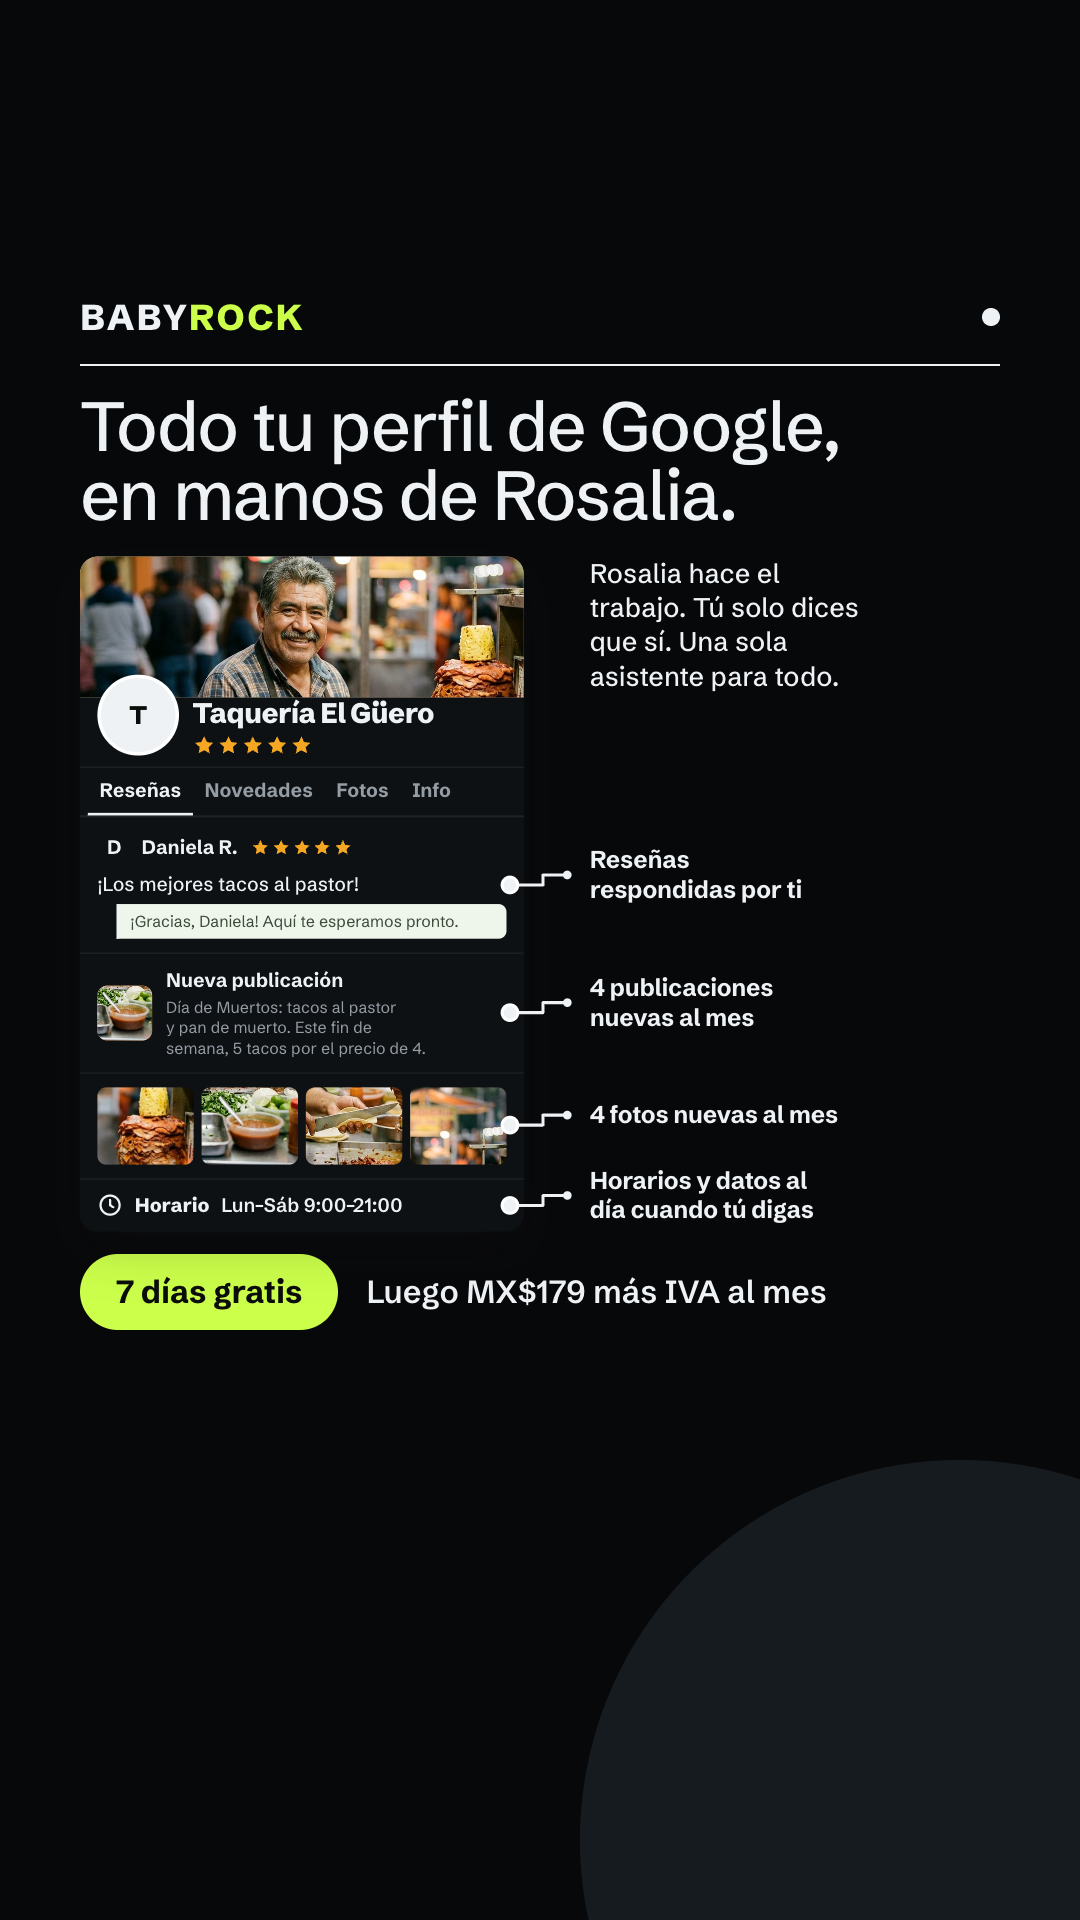 BABYROCK
Todo tu perfil de Google,
en manos de Rosalia.
Rosalia hace el
trabajo. Tú solo dices
que sí. Una sola
asistente para todo.
T
Taquería El Güero
Reseñas Novedades Fotos Info
D Daniela R.
¡Los mejores tacos al pastor!
¡Gracias, Daniela! Aquí te esperamos pronto.
Reseñas
respondidas por ti
Nueva publicación
Día de Muertos: tacos al pastor
y pan de muerto. Este fin de
semana, 5 tacos por el precio de 4.
4 publicaciones
nuevas al mes
4 fotos nuevas al mes
Horario Lun-Sáb 9:00-21:00
Horarios y datos al
día cuando tú digas
7 días gratis
Luego MX$179 más IVA al mes